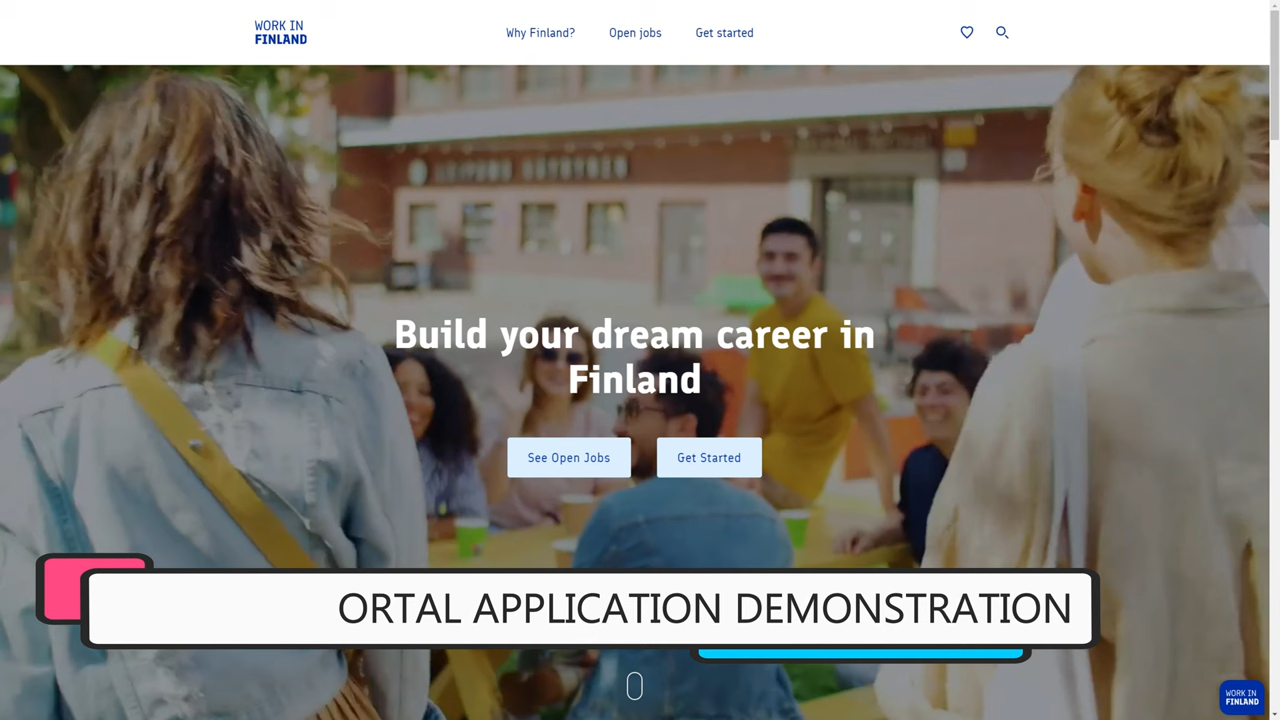 WORK IN
FINLAND
Why Finland?
Open jobs
Get started
Build your dream career in
Finland
See Open Jobs
Get Started
ORTAL APPLICATION DEMONSTRATION
WORK IN
FINLAND